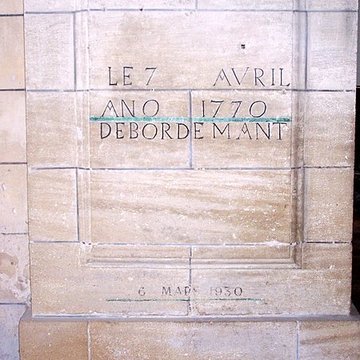 LE 7 AVRIL
ANO 1770
DEBORDEMANT
6 MARS 1930